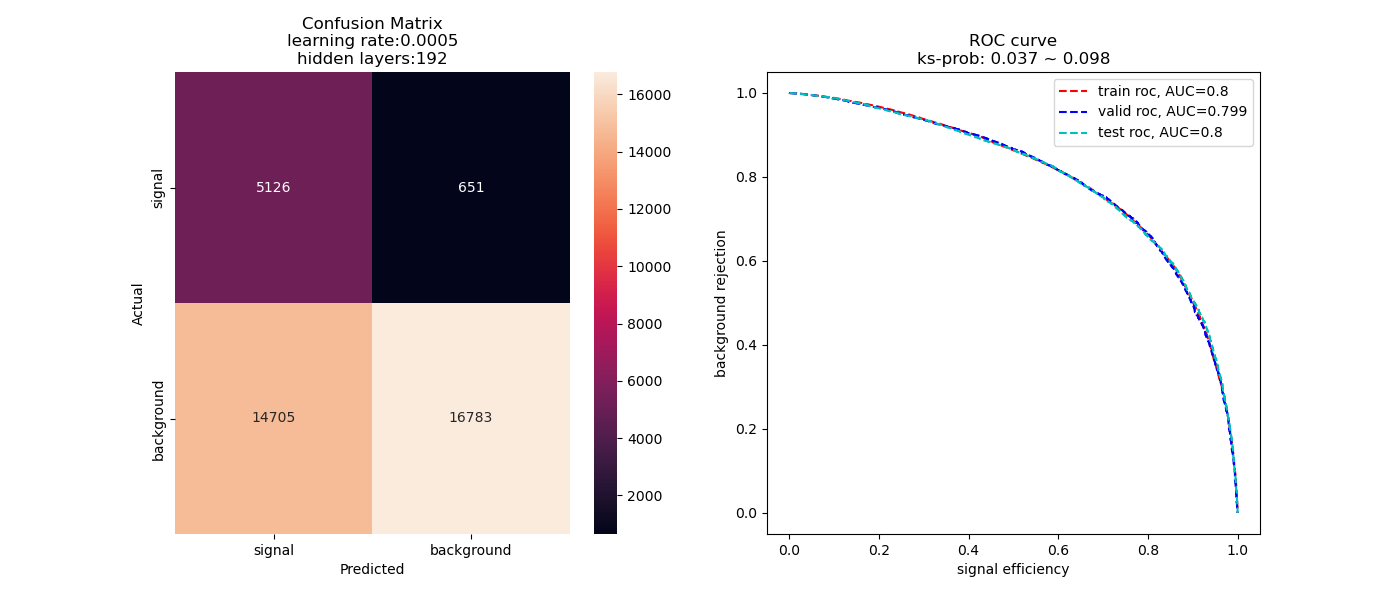 Confusion Matrix
learning rate:0.0005
hidden layers:192
signal
background
Actual
5126
651
14705
16783
signal
background
Predicted
16000
14000
12000
10000
8000
6000
4000
2000
ROC curve
ks-prob: 0.037 ~ 0.098
train roc, AUC=0.8
valid roc, AUC=0.799
test roc, AUC=0.8
background rejection
1.0
0.8
0.6
0.4
0.2
0.0
0.0
0.2
0.4
0.6
0.8
1.0
signal efficiency